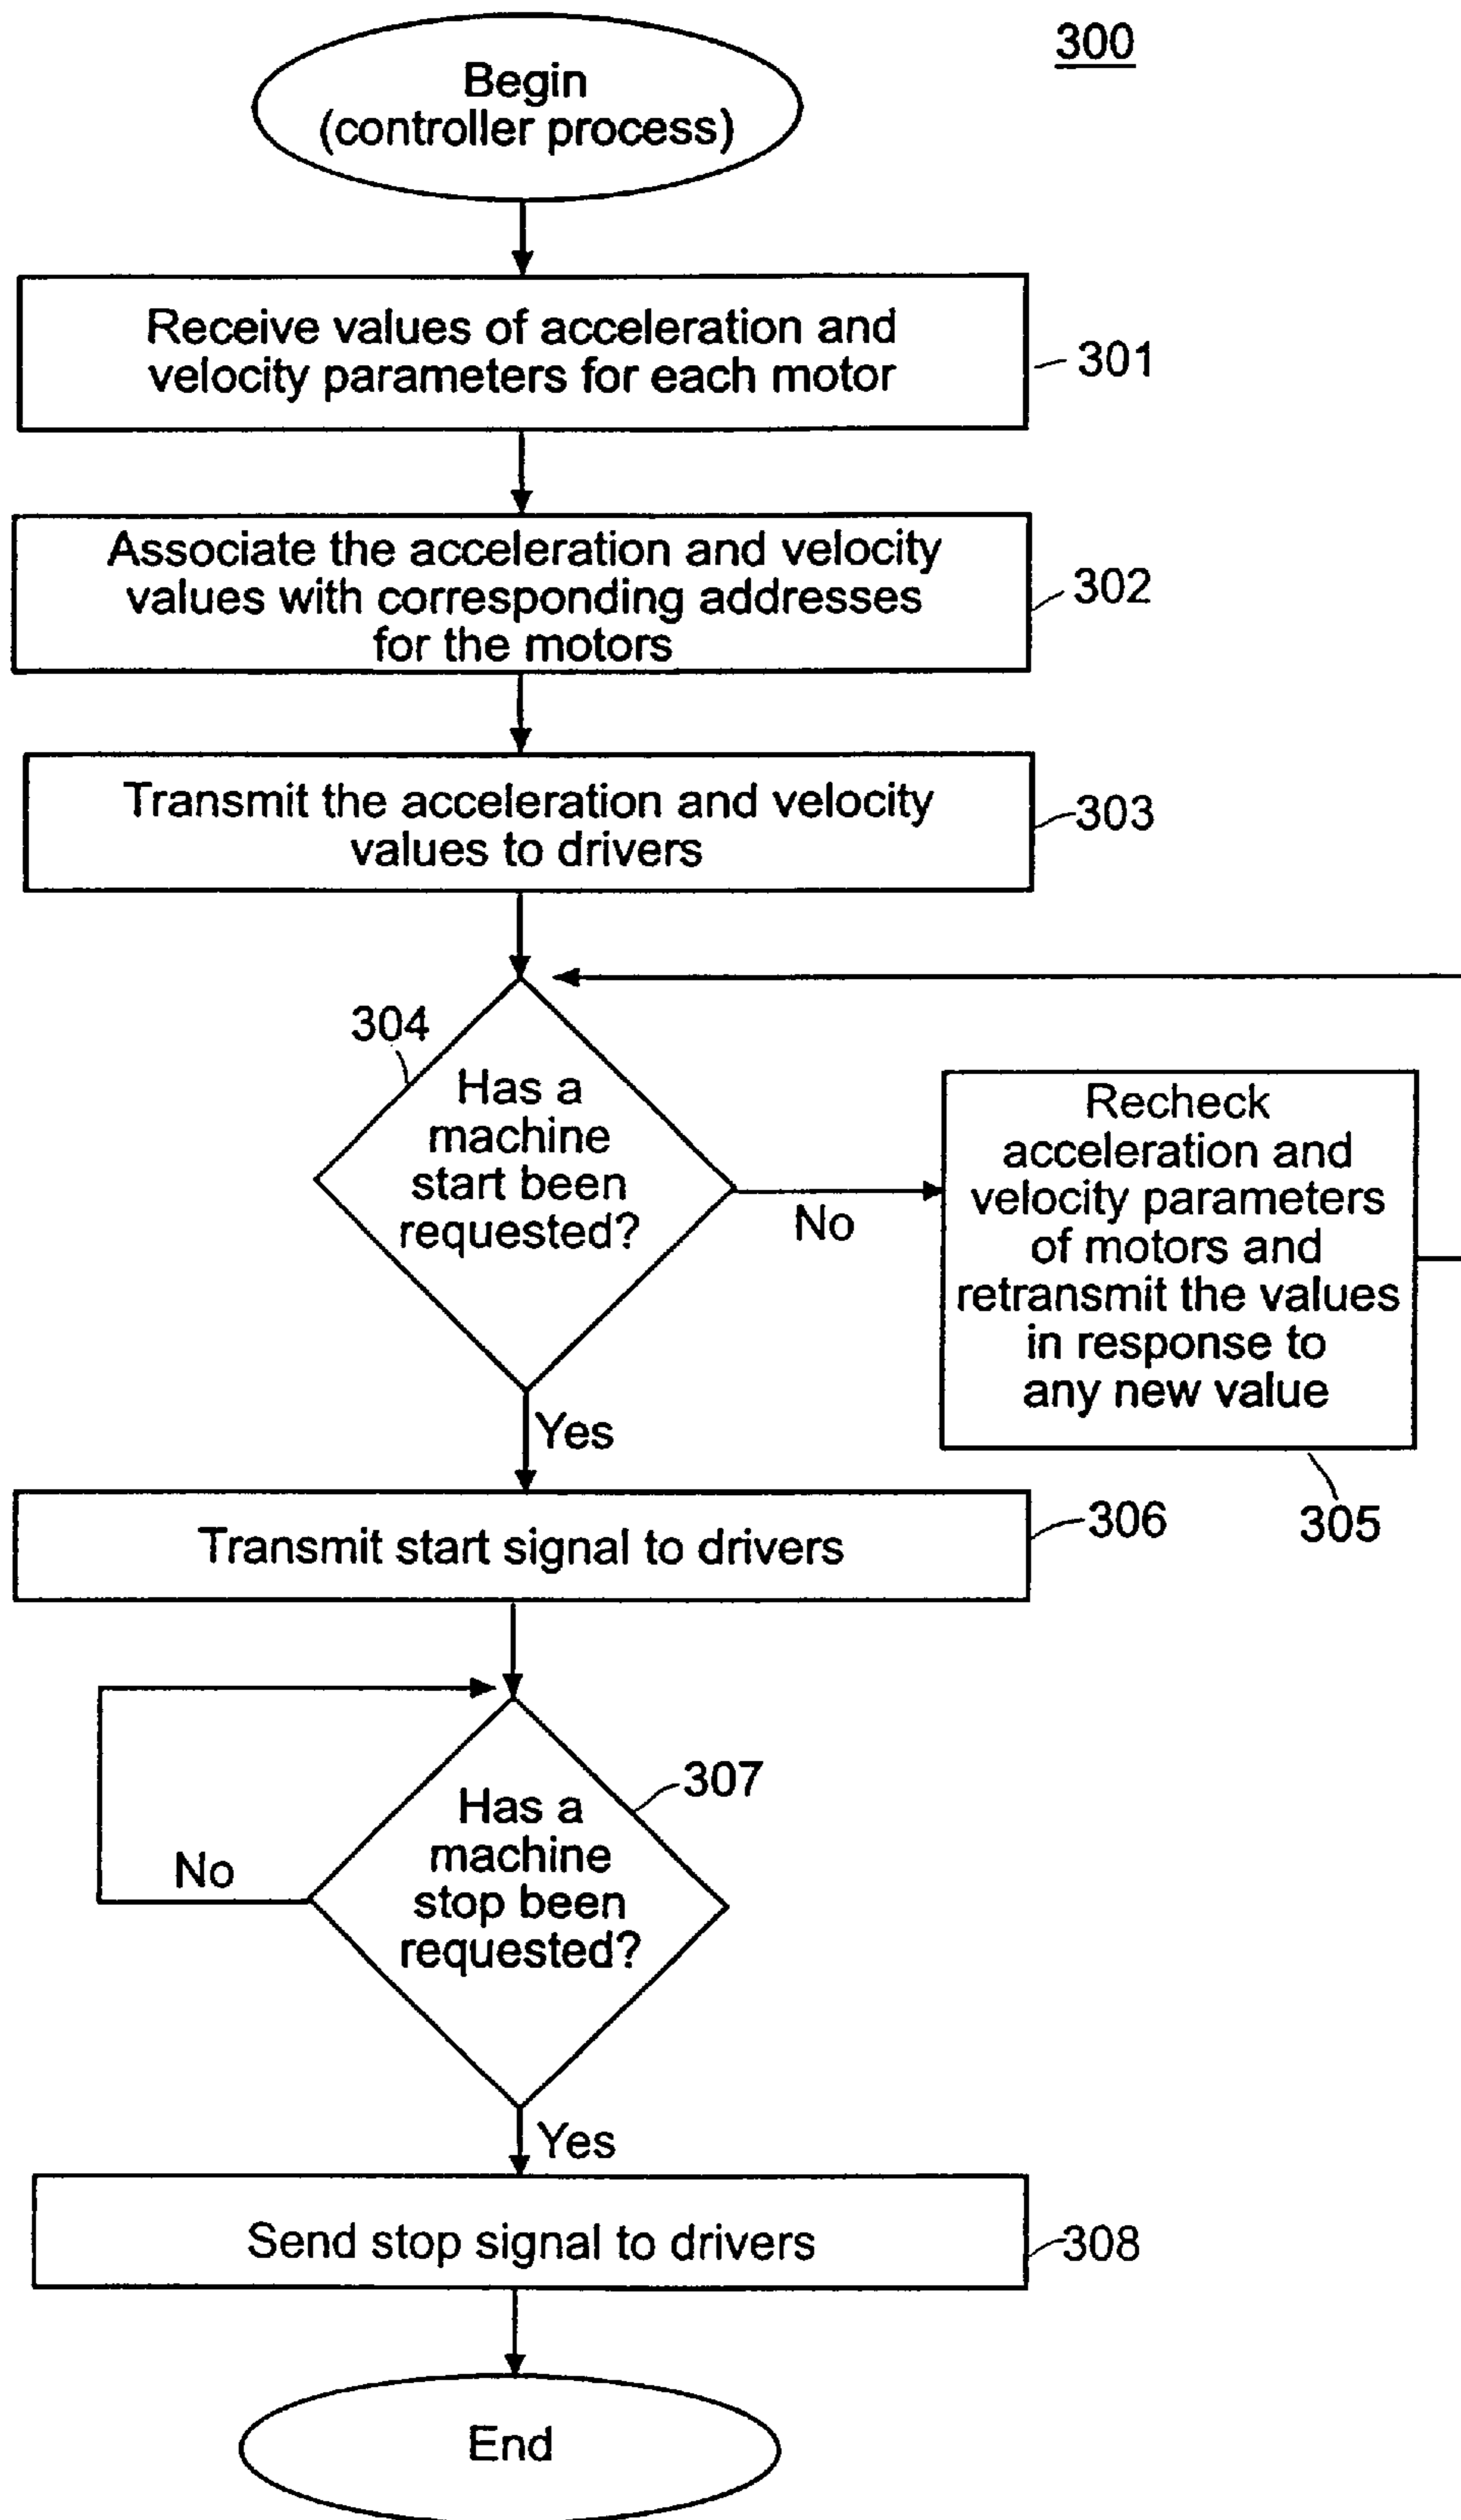 300
Begin
(controller process)
Receive values of acceleration and
velocity parameters for each motor
301
Associate the acceleration and velocity
values with corresponding addresses
for the motors
302
Transmit the acceleration and velocity
values to drivers
303
304
Has a
machine
start been
requested?
No
Recheck
acceleration and
velocity parameters
of motors and
retransmit the values
in response to
any new value
305
Yes
Transmit start signal to drivers
306
307
Has a
machine
stop been
requested?
No
Yes
Send stop signal to drivers
308
End